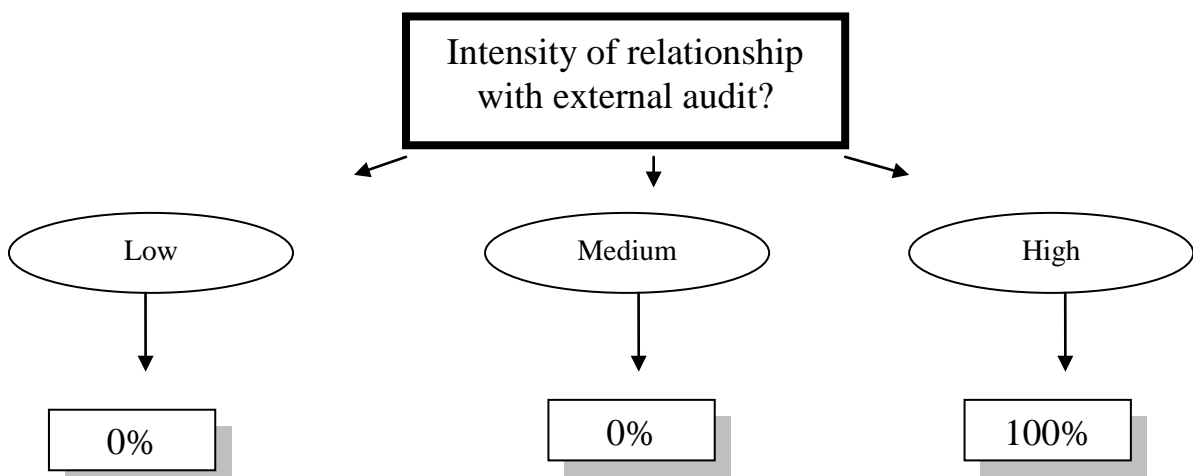 Intensity of relationship
with external audit?
Low
Medium
High
0%
0%
100%